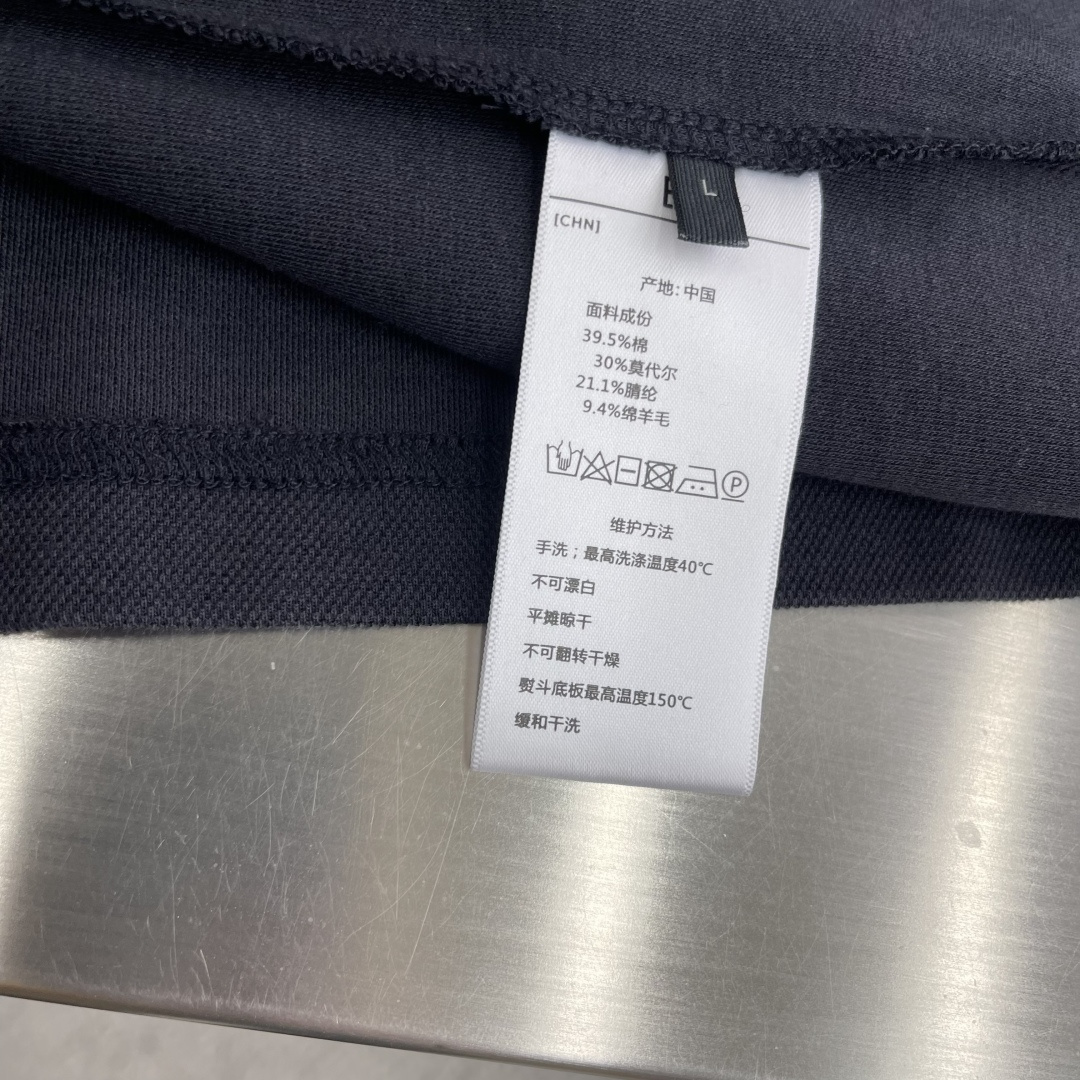 L
[CHN]
产地: 中国
面料成份
39.5%棉
30%莫代尔
21.1%腈纶
9.4%绵羊毛
P
维护方法
手洗；最高洗涤温度40℃
不可漂白
平摊晾干
不可翻转干燥
熨斗底板最高温度150℃
缓和干洗